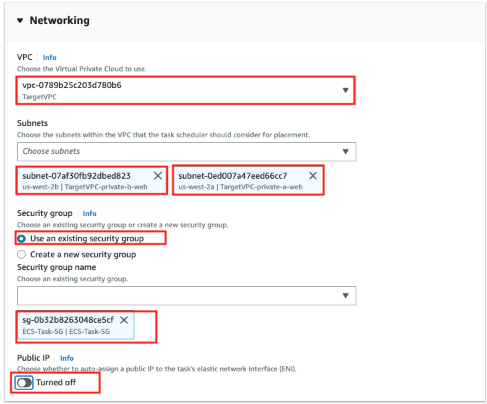 Networking
VPC Info
Choose the Virtual Private Cloud to use.
vpc-0789b25c203d780b6
TargetVPC
Subnets
Choose the subnets within the VPC that the task scheduler should consider for placement.
Choose subnets
subnet-07af30fb92dbed823
us-west-2b | TargetVPC-private-b-web
subnet-0ed007a47eed66cc7
us-west-2a | TargetVPC-private-a-web
Security group Info
Choose an existing security group or create a new security group.
Use an existing security group
Create a new security group
Security group name
Choose an existing security group.
sg-0b32b8263048ce5cf
ECS-Task-SG | ECS-Task-SG
Public IP Info
Choose whether to auto-assign a public IP to the task's elastic network interface (ENI).
Turned off